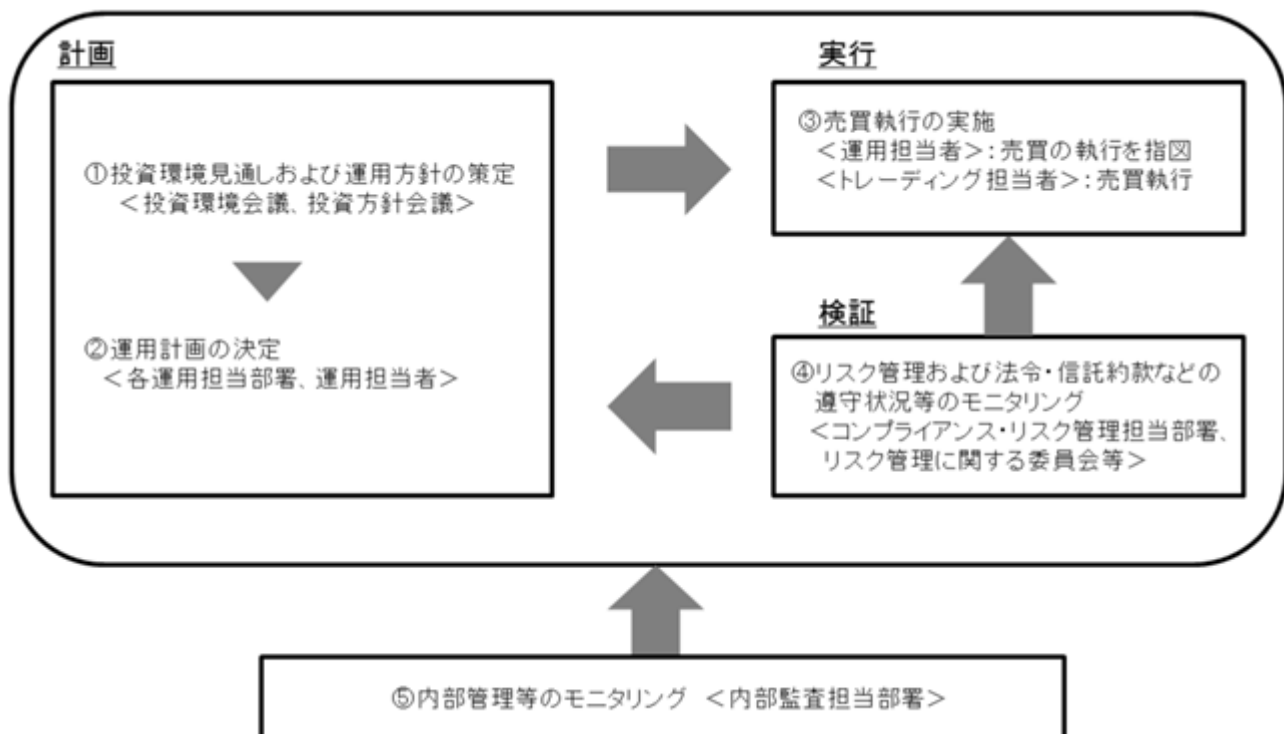 計画
①投資環境見通しおよび運用方針の策定
＜投資環境会議、投資方針会議＞
②運用計画の決定
＜各運用担当部署、運用担当者＞
実行
③売買執行の実施
＜運用担当者＞：売買の執行を指図
＜トレーディング担当者＞：売買執行
検証
④リスク管理および法令・信託約款などの
遵守状況等のモニタリング
＜コンプライアンス・リスク管理担当部署、
リスク管理に関する委員会等＞
⑤内部管理等のモニタリング ＜内部監査担当部署＞